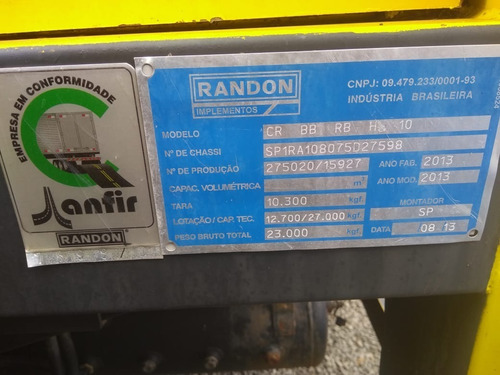 EMPRESA EM CONFORMIDADE
anfir
RANDON
RANDON
IMPLEMENTOS
CNPJ: 09.479.233/0001-93
INDÚSTRIA BRASILEIRA
MODELO CR BB RB 10
Nº DE CHASSI SP1RA10B075D27598
Nº DE PRODUÇÃO 275020/15927 ANO FAB. 2013
CAPAC. VOLUMÉTRICA m³ ANO MOD. 2013
TARA 10.300 kgf.
LOTAÇÃO / CAP. TEC. 12.700/27.000 kgf. MONTADOR
SP
PESO BRUTO TOTAL 23.000 kgf. DATA 08 13